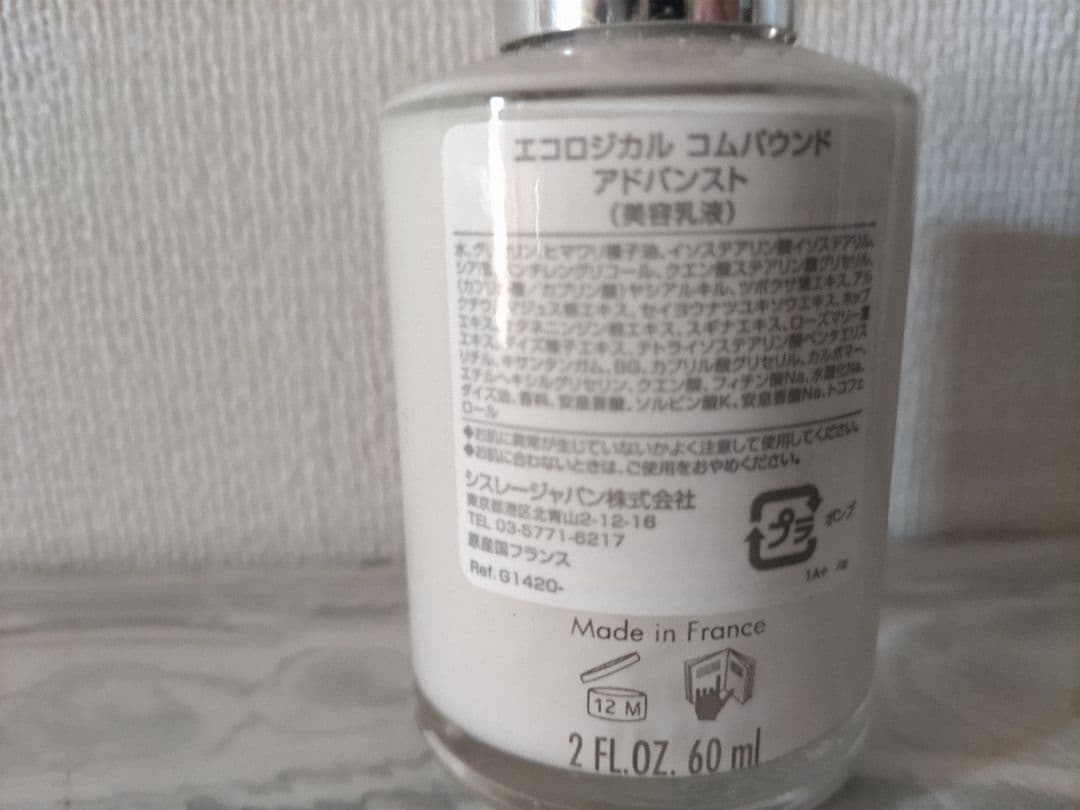 エコロジカル コムパウンド
アドバンスト
(美容乳液)
水、グリセリン、ヒマワリ種子油、イソステアリン酸イソステアリル、
シア脂、ペンチレングリコール、クエン酸ステアリン酸グリセリル、
(カプリル酸/カプリン酸)ヤシアルキル、ツボクサ葉エキス、アル
エキス、セイヨウナツユキソウエキス、ホップ
エキス、オタネニンジン根エキス、スギナエキス、ローズマリー葉
エキス、ダイズ種子エキス、テトライソステアリン酸ペンタエリス
リチル、キサンタンガム、BG、カプリル酸グリセリル、カルボマー、
エチルヘキシルグリセリン、クエン酸、フィチン酸Na、水酸化Na、
ダイズ油、香料、安息香酸、ソルビン酸K、安息香酸Na、トコフェ
ロール
◆お肌に異常が生じていないかよく注意して使用してください。
◆お肌に合わないときは、ご使用をおやめください。
シスレージャパン株式会社
東京都港区北青山2-12-16
TEL 03-5771-6217
原産国フランス
Ref.G1420-
プラ
ポンプ
1A+
Made in France
12 M
2 FL.OZ. 60 ml